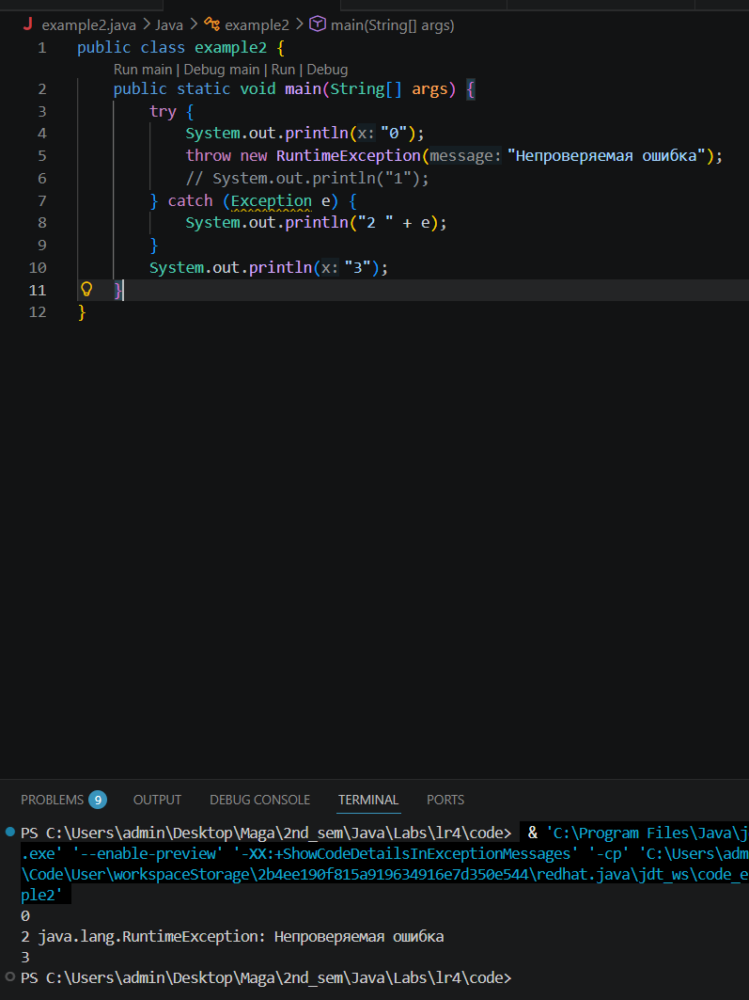 J example2.java > Java > example2 > main(String[] args)
1 public class example2 {
Run main | Debug main | Run | Debug
2 public static void main(String[] args) {
3 try {
4 System.out.println(x: "0");
5 throw new RuntimeException(message: "Непроверяемая ошибка");
6 // System.out.println("1");
7 } catch (Exception e) {
8 System.out.println("2 " + e);
9 }
10 System.out.println(x: "3");
11 }
12 }
PROBLEMS 9 OUTPUT DEBUG CONSOLE TERMINAL PORTS
PS C:\Users\admin\Desktop\Maga\2nd_sem\Java\Labs\lr4\code> & 'C:\Program Files\Java\j
.exe' '--enable-preview' '-XX:+ShowCodeDetailsInExceptionMessages' '-cp' 'C:\Users\adm
\Code\User\workspaceStorage\2b4ee190f815a919634916e7d350e544\redhat.java\jdt_ws\code_e
ple2'
0
2 java.lang.RuntimeException: Непроверяемая ошибка
3
PS C:\Users\admin\Desktop\Maga\2nd_sem\Java\Labs\lr4\code>